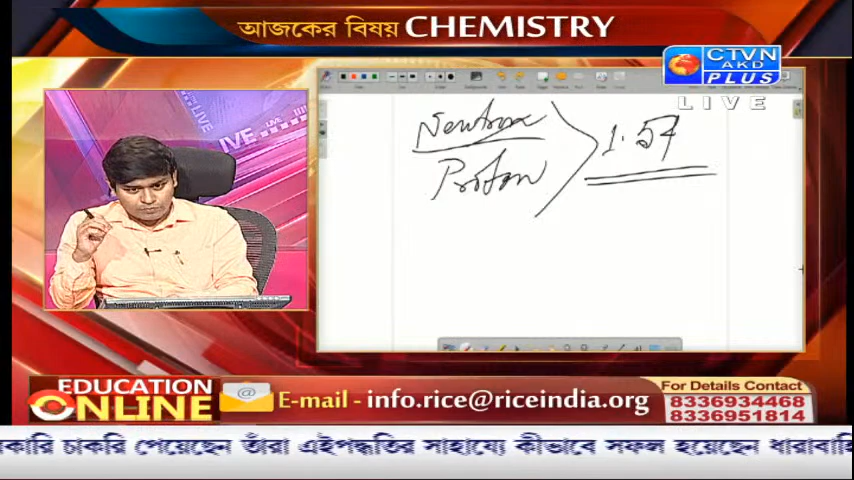 আজকের বিষয় CHEMISTRY
CTVN
AKD
PLUS
LIVE
Neutron
Proton
> 1.57
EDUCATION
ONLINE
E-mail - info.rice@riceindia.org
For Details Contact
8336934468
8336951814
কারি চাকরি পেয়েছেন তাঁরা এইপদ্ধতির সাহায্যে কীভাবে সফল হয়েছেন ধারাবাহি